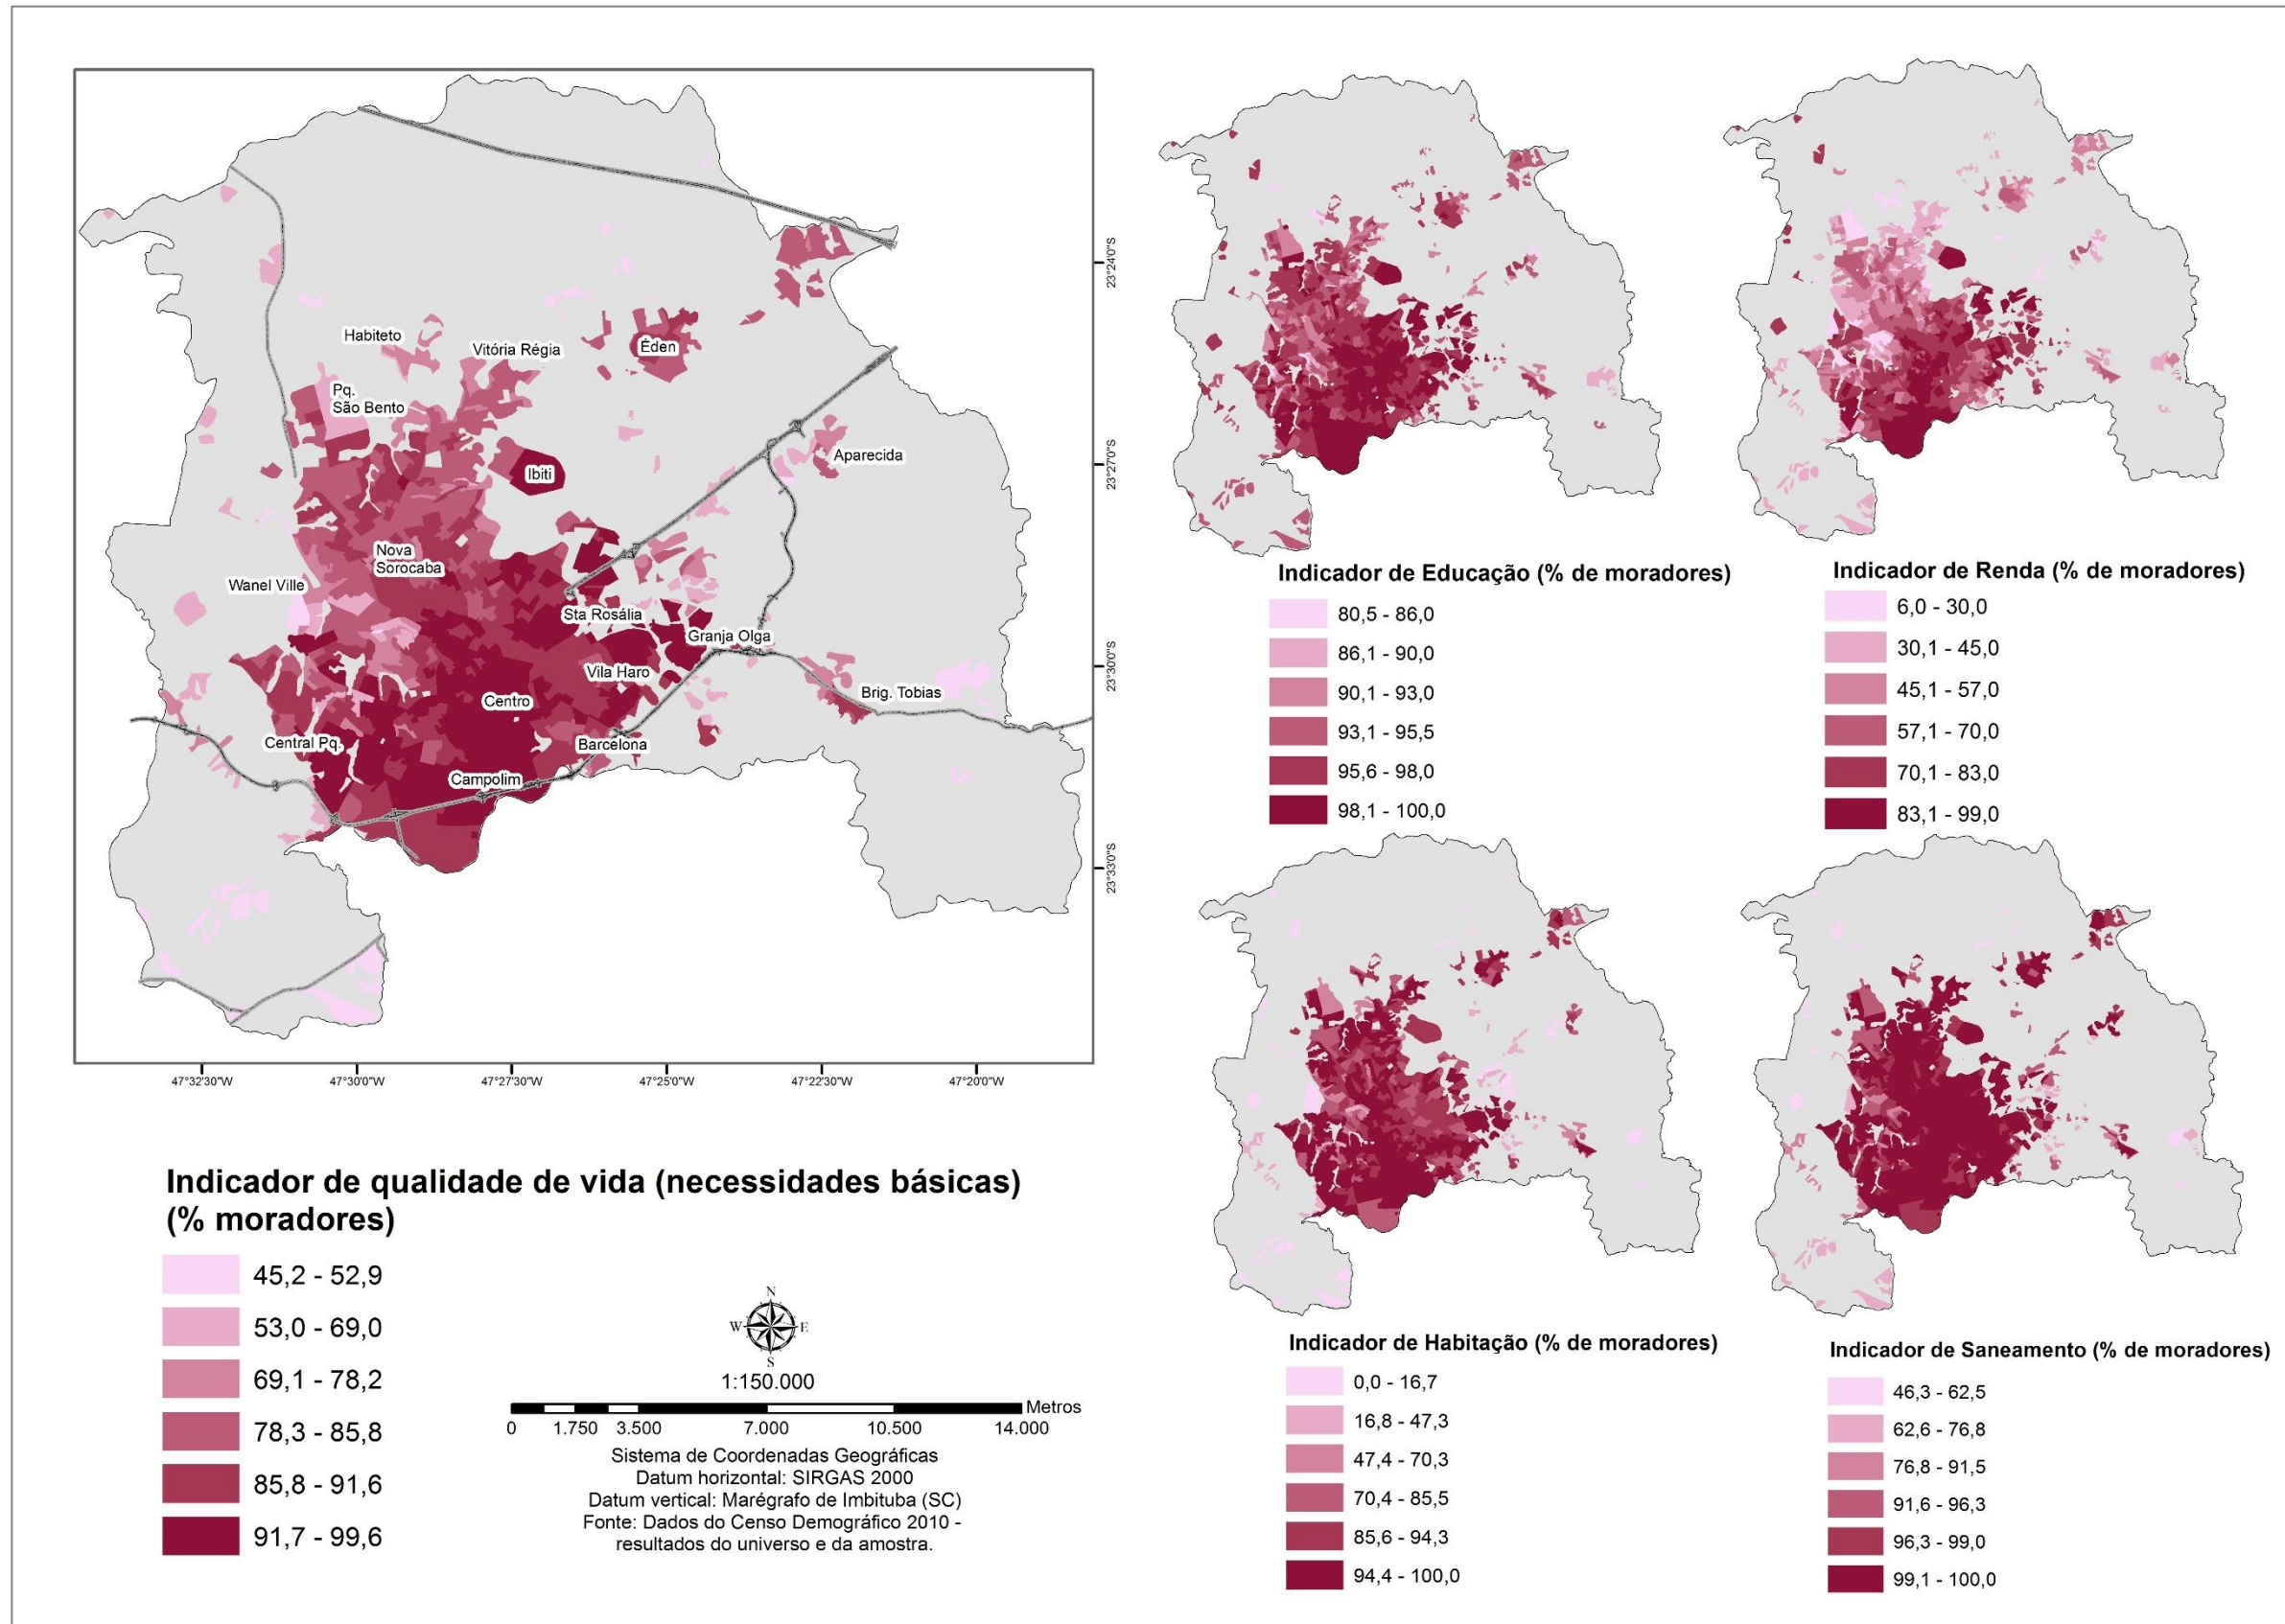 Habiteto
Vitória Régia
Éden
Pq.
São Bento
Ibiti
Aparecida
Nova
Sorocaba
Wanel Ville
Sta Rosália
Granja Olga
Vila Haro
Brig. Tobias
Centro
Central Pq.
Barcelona
Campolim
23°24'0"S
23°27'0"S
23°30'0"S
23°33'0"S
47°32'30"W
47°30'0"W
47°27'30"W
47°25'0"W
47°22'30"W
47°20'0"W
Indicador de qualidade de vida (necessidades básicas)
(% moradores)
45,2 - 52,9
53,0 - 69,0
69,1 - 78,2
78,3 - 85,8
85,8 - 91,6
91,7 - 99,6
N
W E
S
1:150.000
Metros
0 1.750 3.500 7.000 10.500 14.000
Sistema de Coordenadas Geográficas
Datum horizontal: SIRGAS 2000
Datum vertical: Marégrafo de Imbituba (SC)
Fonte: Dados do Censo Demográfico 2010 -
resultados do universo e da amostra.
Indicador de Educação (% de moradores)
80,5 - 86,0
86,1 - 90,0
90,1 - 93,0
93,1 - 95,5
95,6 - 98,0
98,1 - 100,0
Indicador de Renda (% de moradores)
6,0 - 30,0
30,1 - 45,0
45,1 - 57,0
57,1 - 70,0
70,1 - 83,0
83,1 - 99,0
Indicador de Habitação (% de moradores)
0,0 - 16,7
16,8 - 47,3
47,4 - 70,3
70,4 - 85,5
85,6 - 94,3
94,4 - 100,0
Indicador de Saneamento (% de moradores)
46,3 - 62,5
62,6 - 76,8
76,8 - 91,5
91,6 - 96,3
96,3 - 99,0
99,1 - 100,0